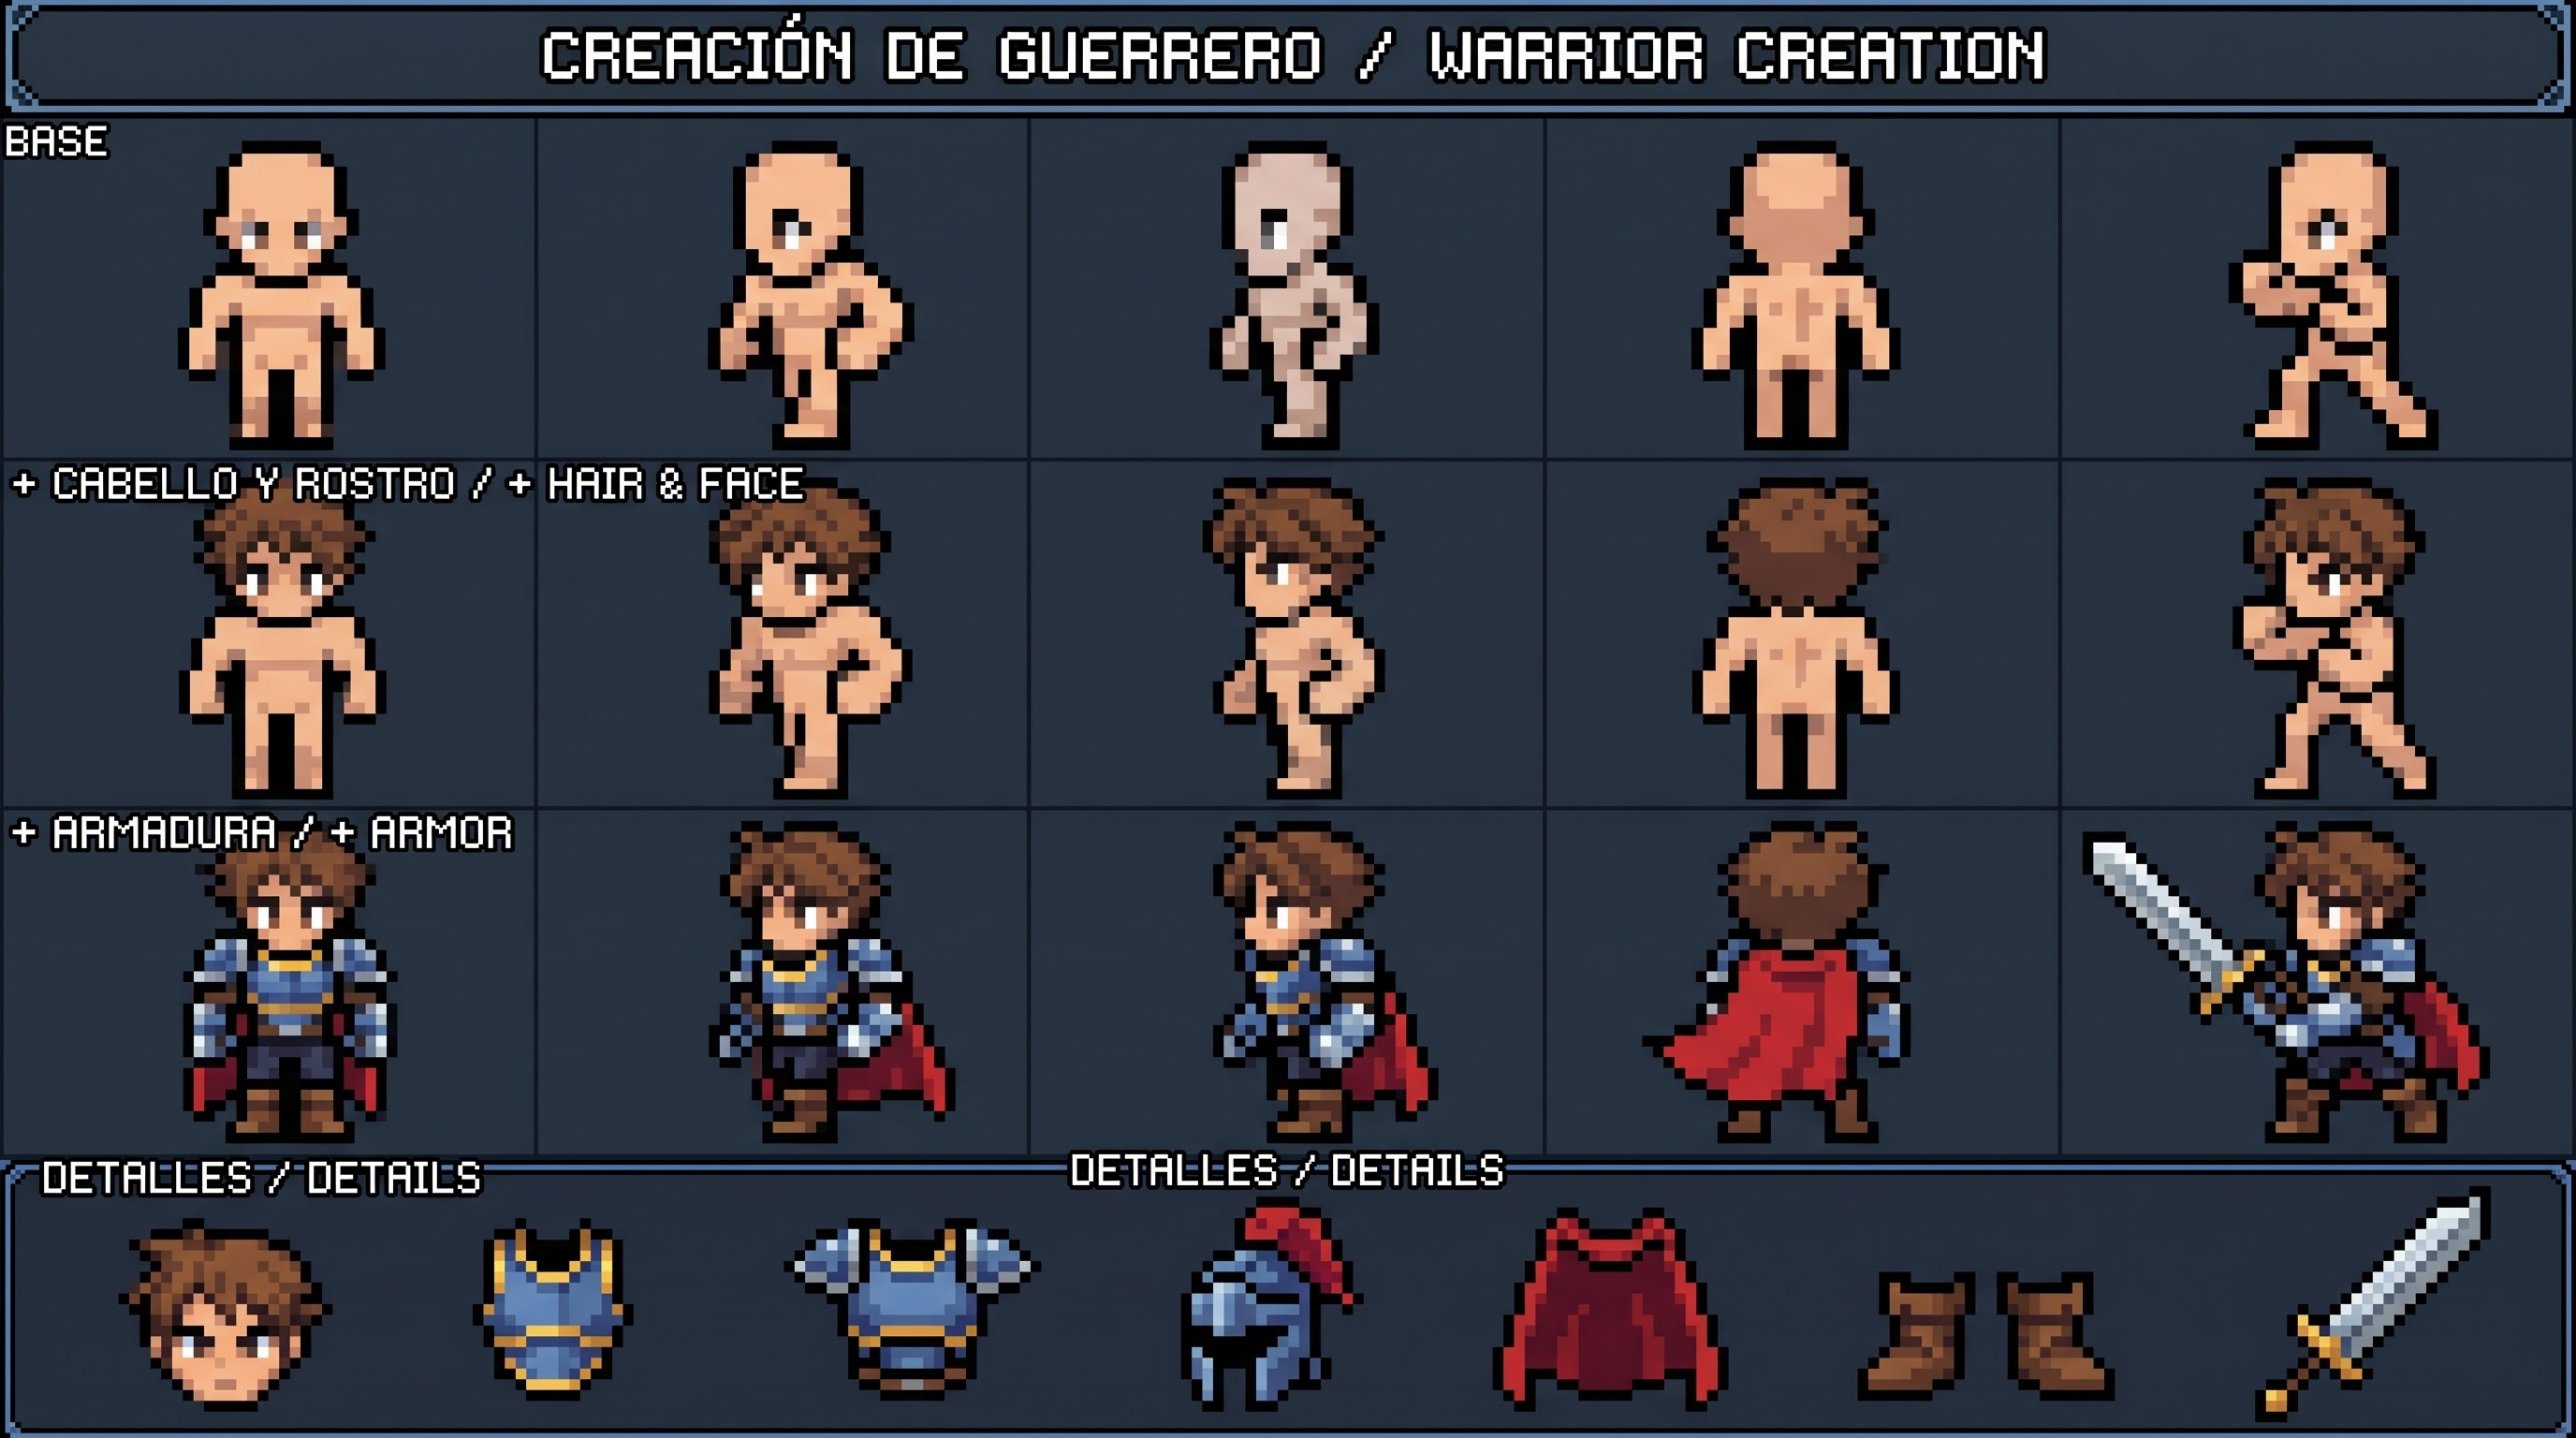 CREACIÓN DE GUERRERO / WARRIOR CREATION
BASE
+ CABELLO Y ROSTRO / + HAIR & FACE
+ ARMADURA / + ARMOR
DETALLES / DETAILS
DETALLES / DETAILS